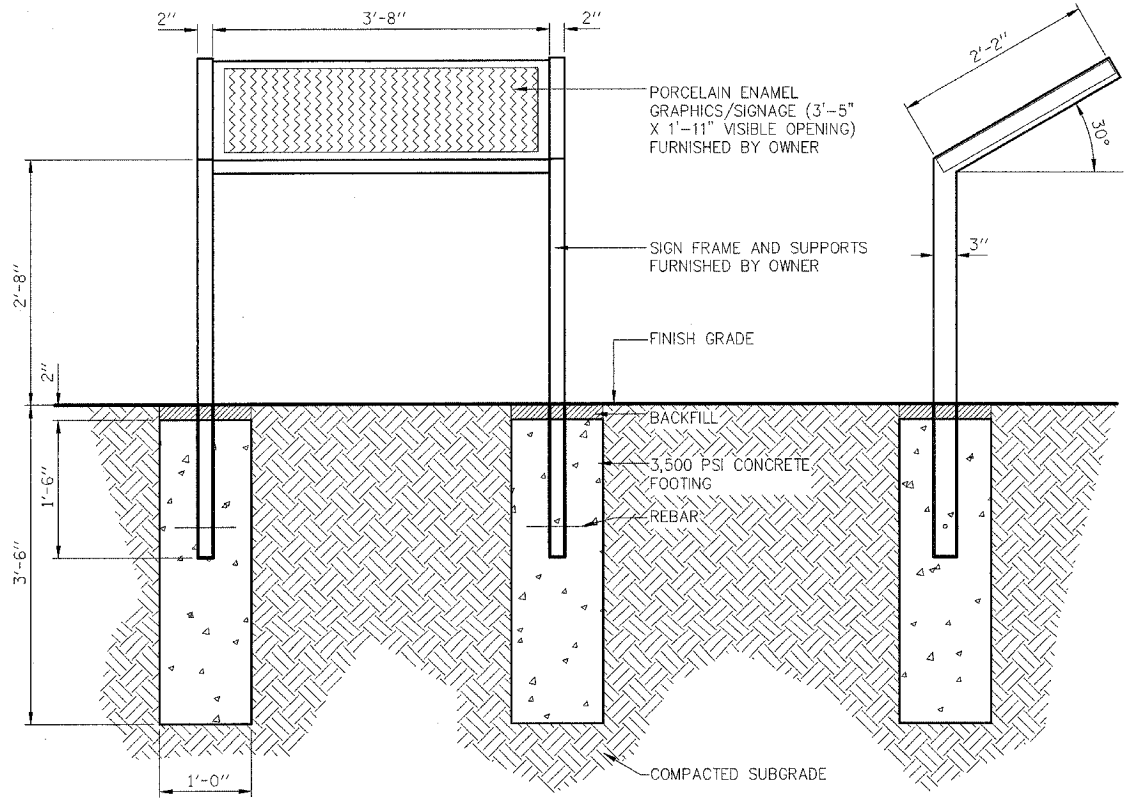 2"
3'-8"
2"
2'-2"
PORCELAIN ENAMEL
GRAPHICS/SIGNAGE (3'-5"
X 1'-11" VISIBLE OPENING)
FURNISHED BY OWNER
30°
2'-8"
SIGN FRAME AND SUPPORTS
FURNISHED BY OWNER
3"
FINISH GRADE
2"
BACKFILL
1'-6"
3,500 PSI CONCRETE
FOOTING
REBAR
3'-6"
1'-0"
COMPACTED SUBGRADE